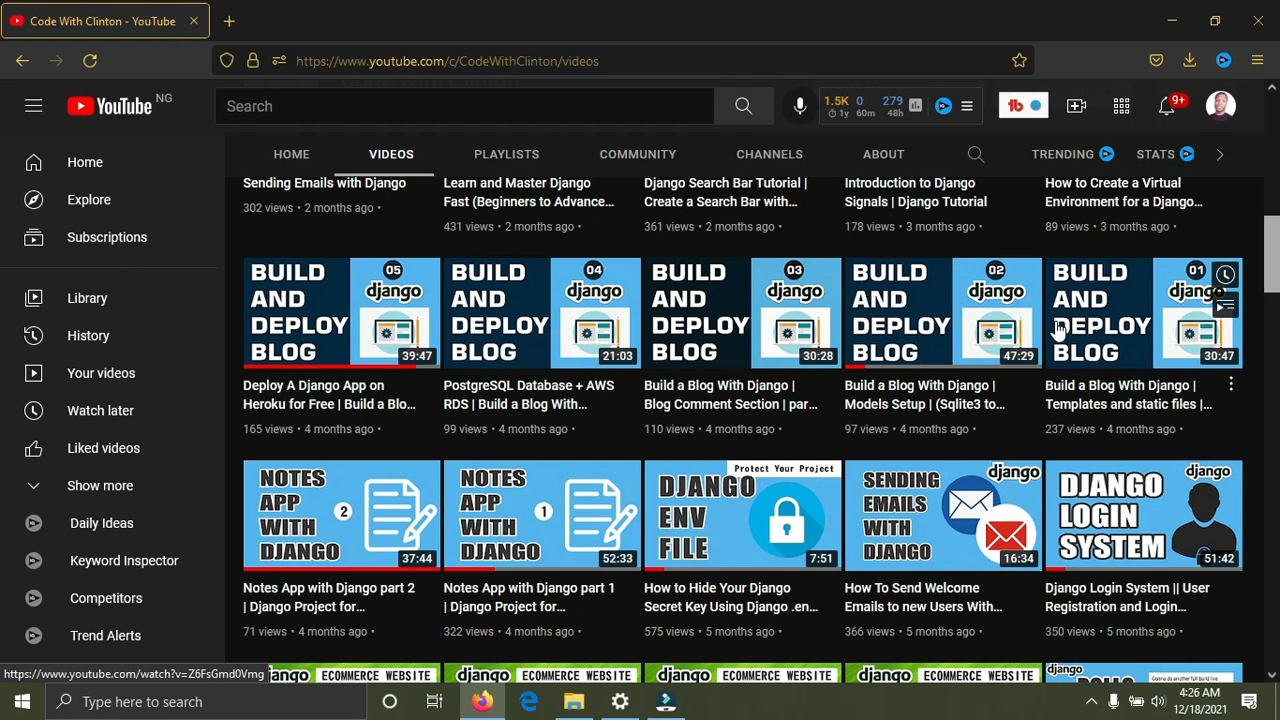 Code With Clinton - YouTube
https://www.youtube.com/c/CodeWithClinton/videos
YouTube NG
Search
1.5K 0 279
1y 60m 48h
9+
HOME VIDEOS PLAYLISTS COMMUNITY CHANNELS ABOUT TRENDING STATS
Home
Explore
Subscriptions
Library
History
Your videos
Watch later
Liked videos
Show more
Daily Ideas
Keyword Inspector
Competitors
Trend Alerts
Sending Emails with Django
302 views • 2 months ago •
Learn and Master Django
Fast (Beginners to Advance...
431 views • 2 months ago •
Django Search Bar Tutorial |
Create a Search Bar with...
361 views • 2 months ago •
Introduction to Django
Signals | Django Tutorial
178 views • 3 months ago •
How to Create a Virtual
Environment for a Django...
89 views • 3 months ago •
BUILD
AND
DEPLOY
BLOG
05
django
39:47
Deploy A Django App on
Heroku for Free | Build a Blo...
165 views • 4 months ago •
BUILD
AND
DEPLOY
BLOG
04
django
21:03
PostgreSQL Database + AWS
RDS | Build a Blog With...
99 views • 4 months ago •
BUILD
AND
DEPLOY
BLOG
03
django
30:28
Build a Blog With Django |
Blog Comment Section | par...
110 views • 4 months ago •
BUILD
AND
DEPLOY
BLOG
02
django
47:29
Build a Blog With Django |
Models Setup | (Sqlite3 to...
97 views • 4 months ago •
BUILD
AND
DEPLOY
BLOG
01
django
30:47
Build a Blog With Django |
Templates and static files |...
237 views • 4 months ago •
NOTES
APP
WITH
DJANGO
2
37:44
Notes App with Django part 2
| Django Project for...
71 views • 4 months ago •
NOTES
APP
WITH
DJANGO
1
52:33
Notes App with Django part 1
| Django Project for...
322 views • 4 months ago •
Protect Your Project
DJANGO
ENV
FILE
7:51
How to Hide Your Django
Secret Key Using Django .en...
575 views • 5 months ago •
django
SENDING
EMAILS
WITH
DJANGO
16:34
How To Send Welcome
Emails to new Users With...
366 views • 5 months ago •
django
DJANGO
LOGIN
SYSTEM
51:42
Django Login System || User
Registration and Login...
350 views • 5 months ago •
django ECOMMERCE WEBSITE
django ECOMMERCE WEBSITE
django ECOMMERCE WEBSITE
django ECOMMERCE WEBSITE
django
https://www.youtube.com/watch?v=Z6FsGmd0Vmg
Type here to search
4:26 AM
12/18/2021